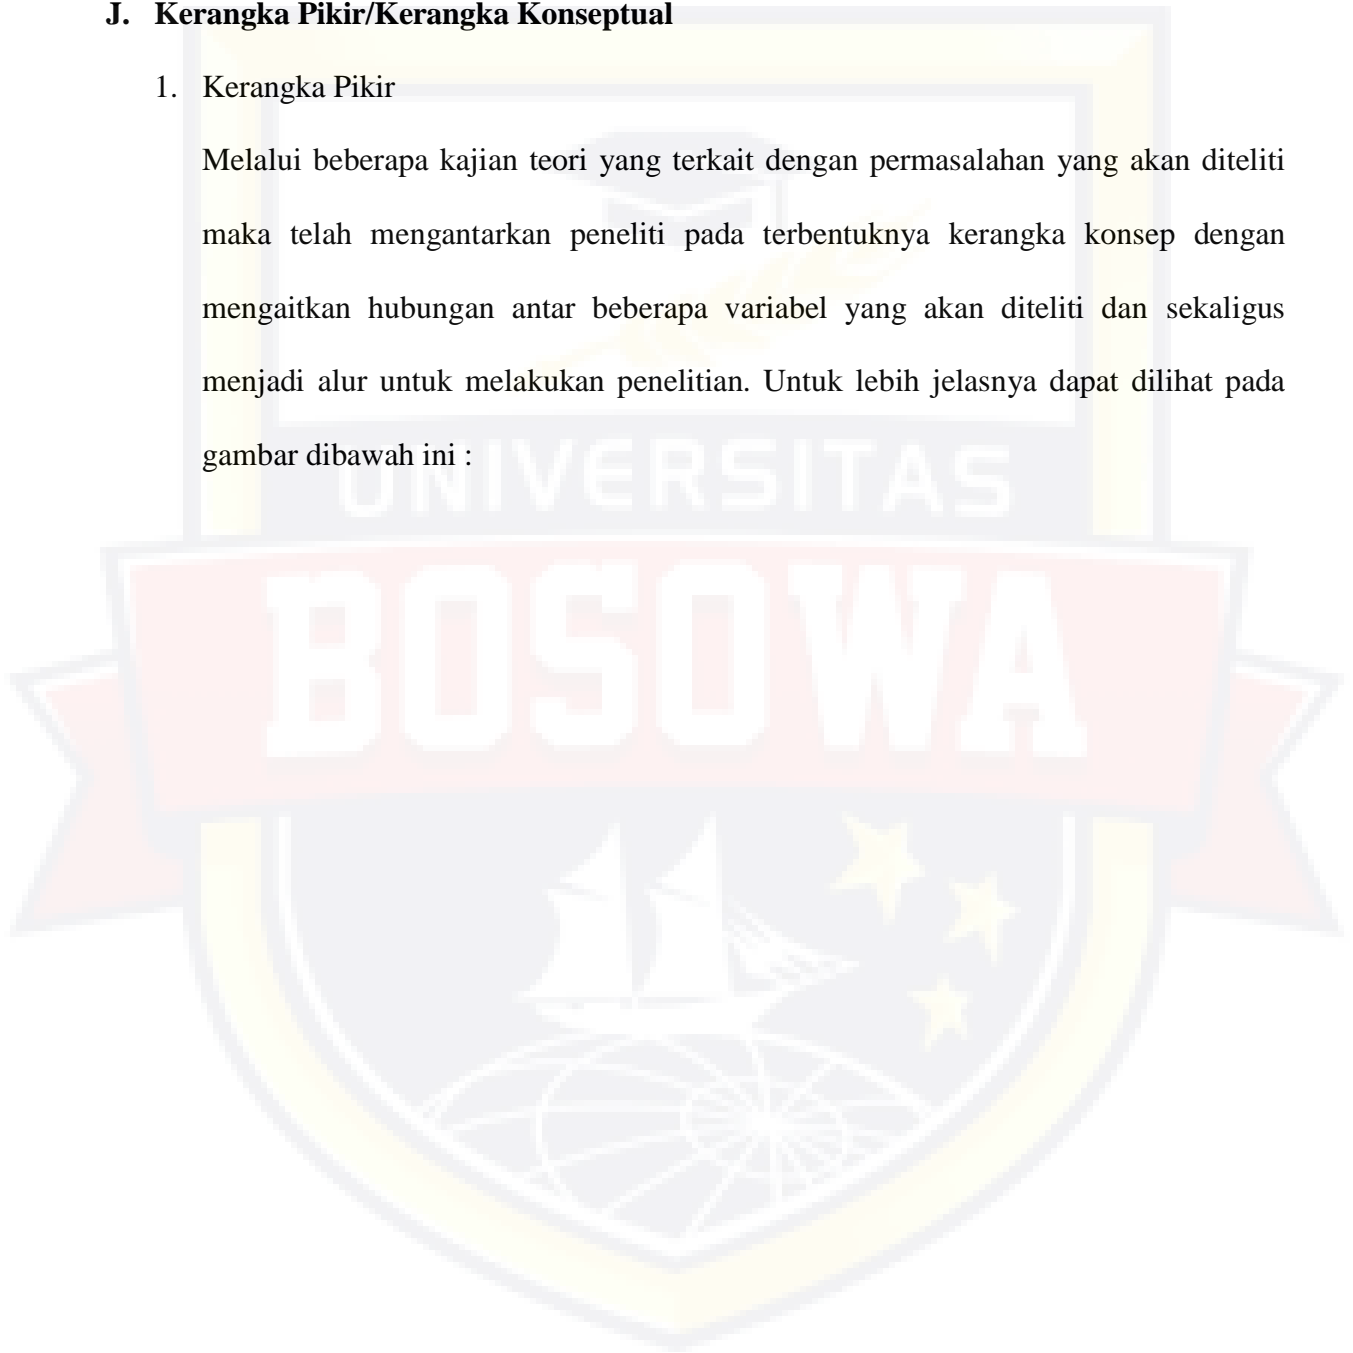 J. Kerangka Pikir/Kerangka Konseptual
1. Kerangka Pikir
Melalui beberapa kajian teori yang terkait dengan permasalahan yang akan diteliti
maka telah mengantarkan peneliti pada terbentuknya kerangka konsep dengan
mengaitkan hubungan antar beberapa variabel yang akan diteliti dan sekaligus
menjadi alur untuk melakukan penelitian. Untuk lebih jelasnya dapat dilihat pada
gambar dibawah ini :
UNIVERSITAS
BOSOWA